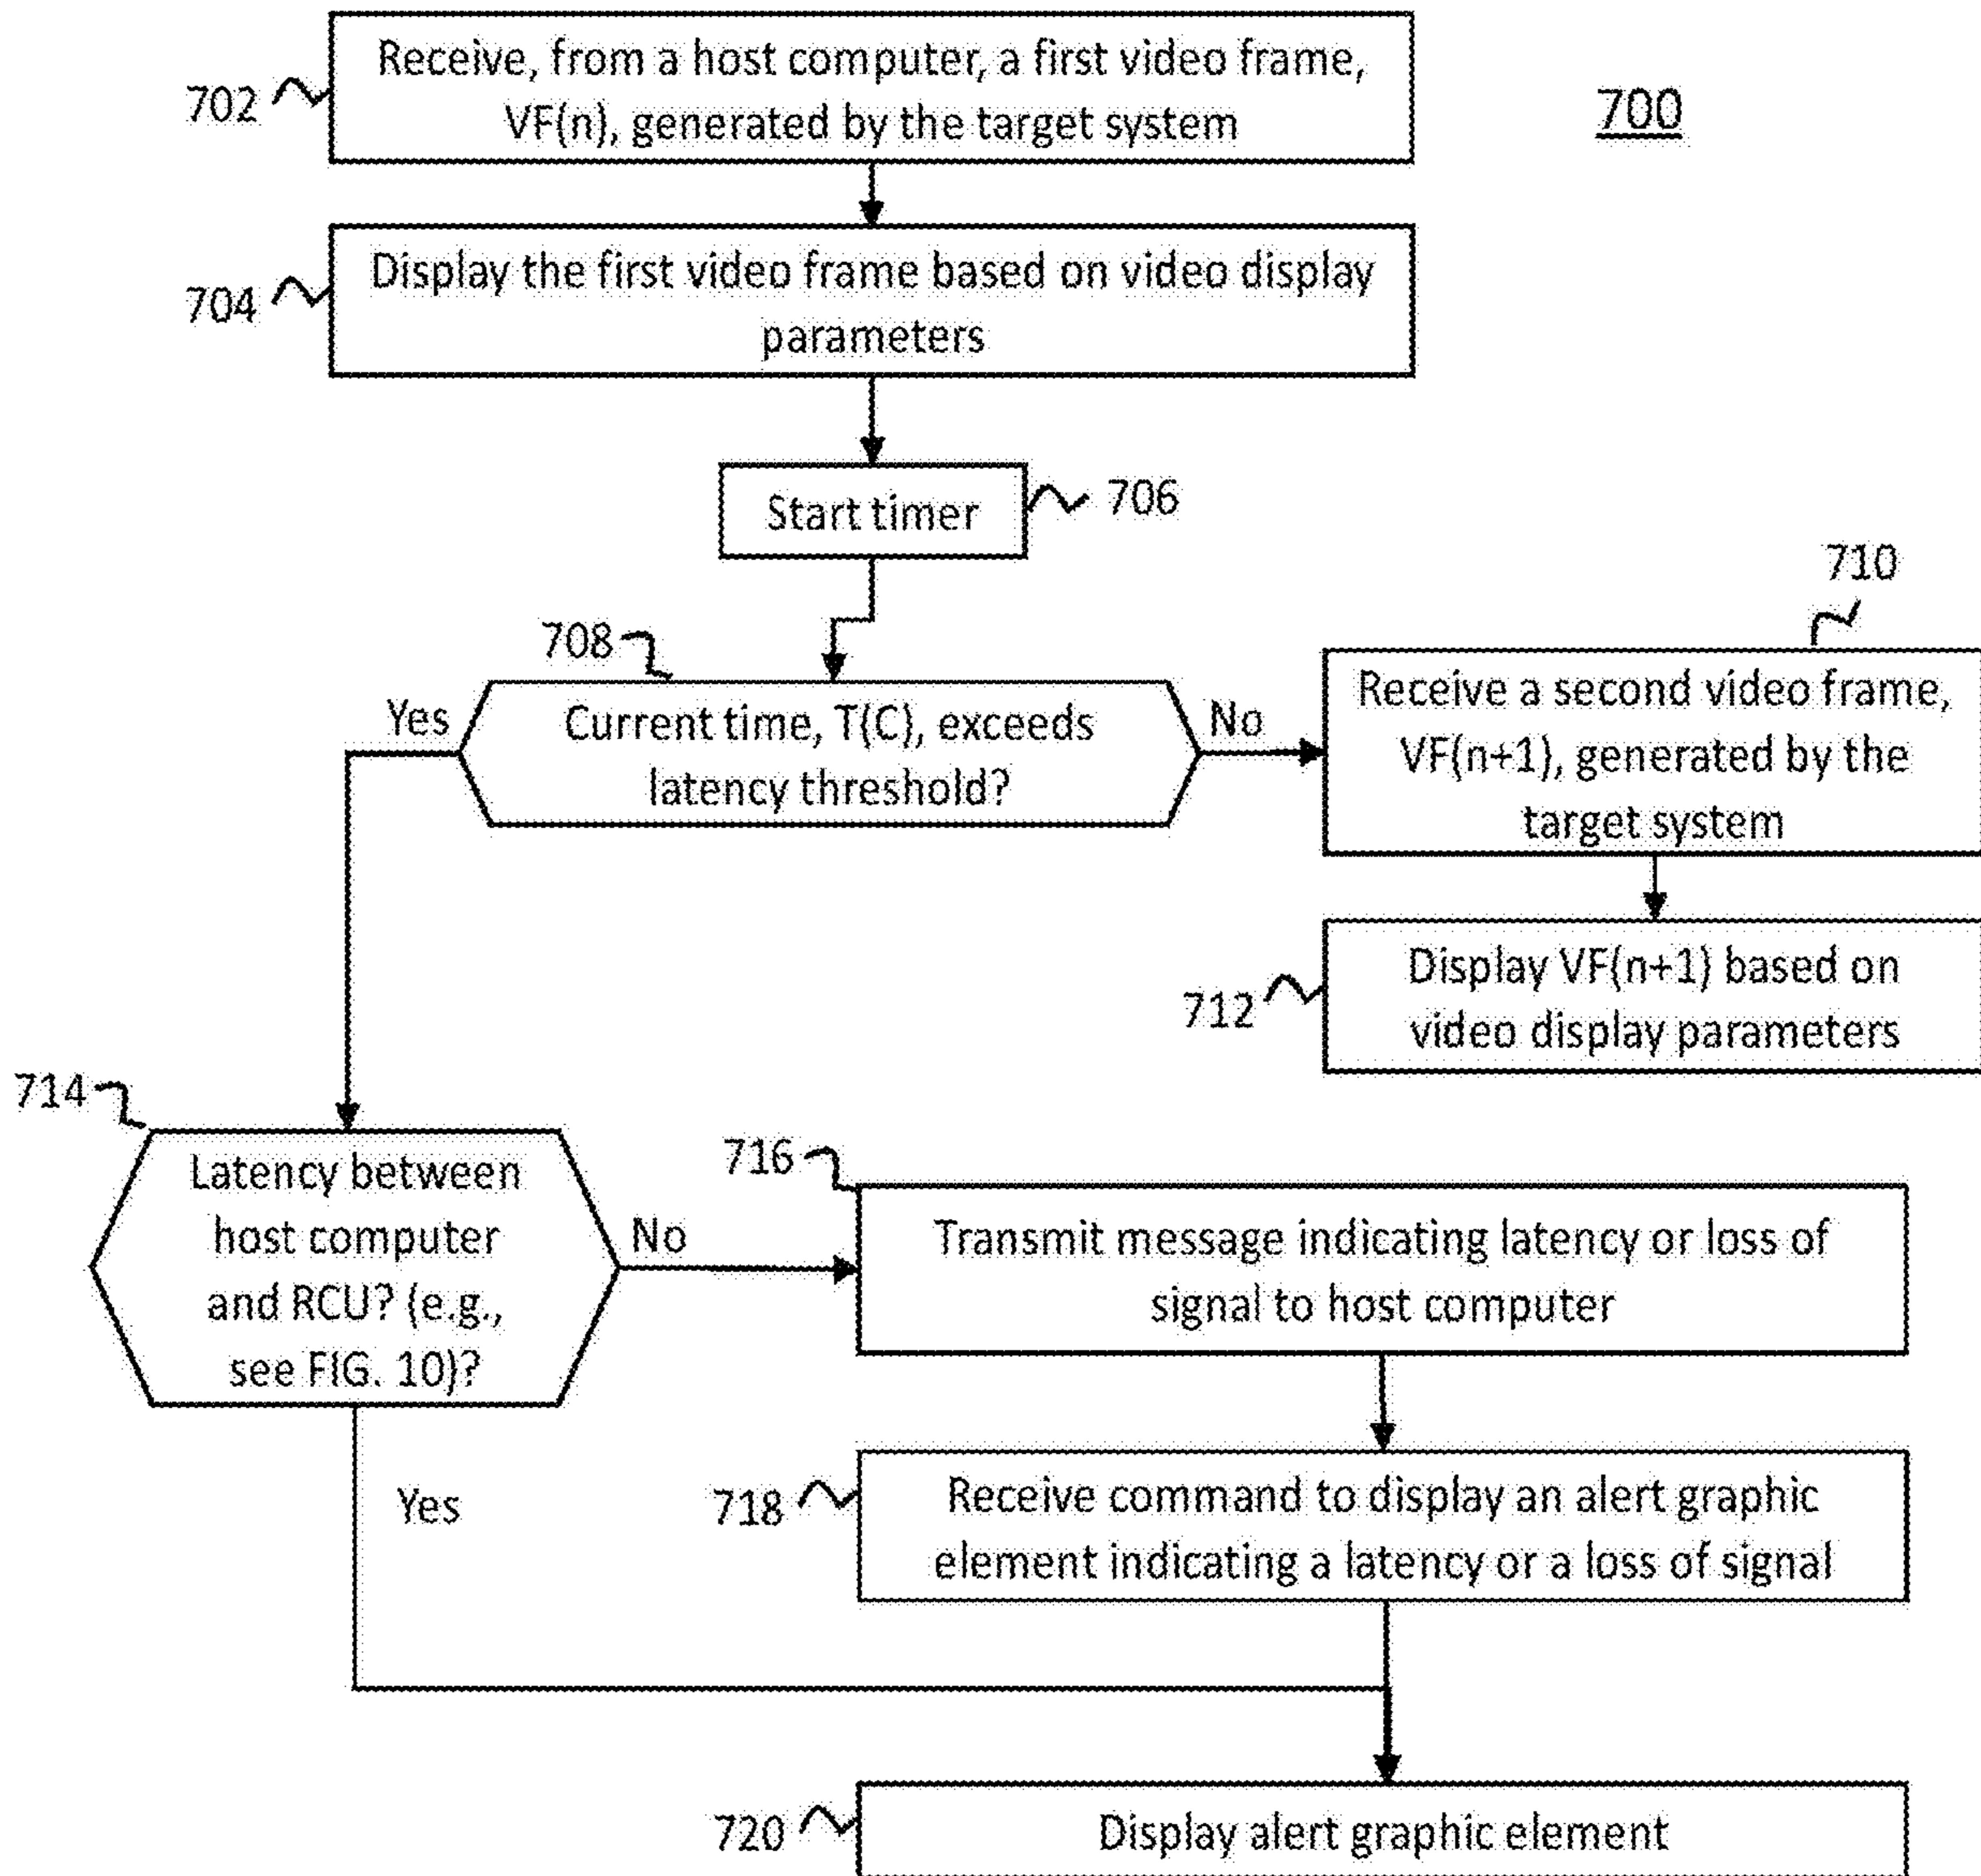 700
702
Receive, from a host computer, a first video frame,
VF(n), generated by the target system
704
Display the first video frame based on video display
parameters
Start timer
706
708
Current time, T(C), exceeds
latency threshold?
Yes
No
710
Receive a second video frame,
VF(n+1), generated by the
target system
712
Display VF(n+1) based on
video display parameters
714
Latency between
host computer
and RCU? (e.g.,
see FIG. 10)?
No
Yes
716
Transmit message indicating latency or loss of
signal to host computer
718
Receive command to display an alert graphic
element indicating a latency or a loss of signal
720
Display alert graphic element